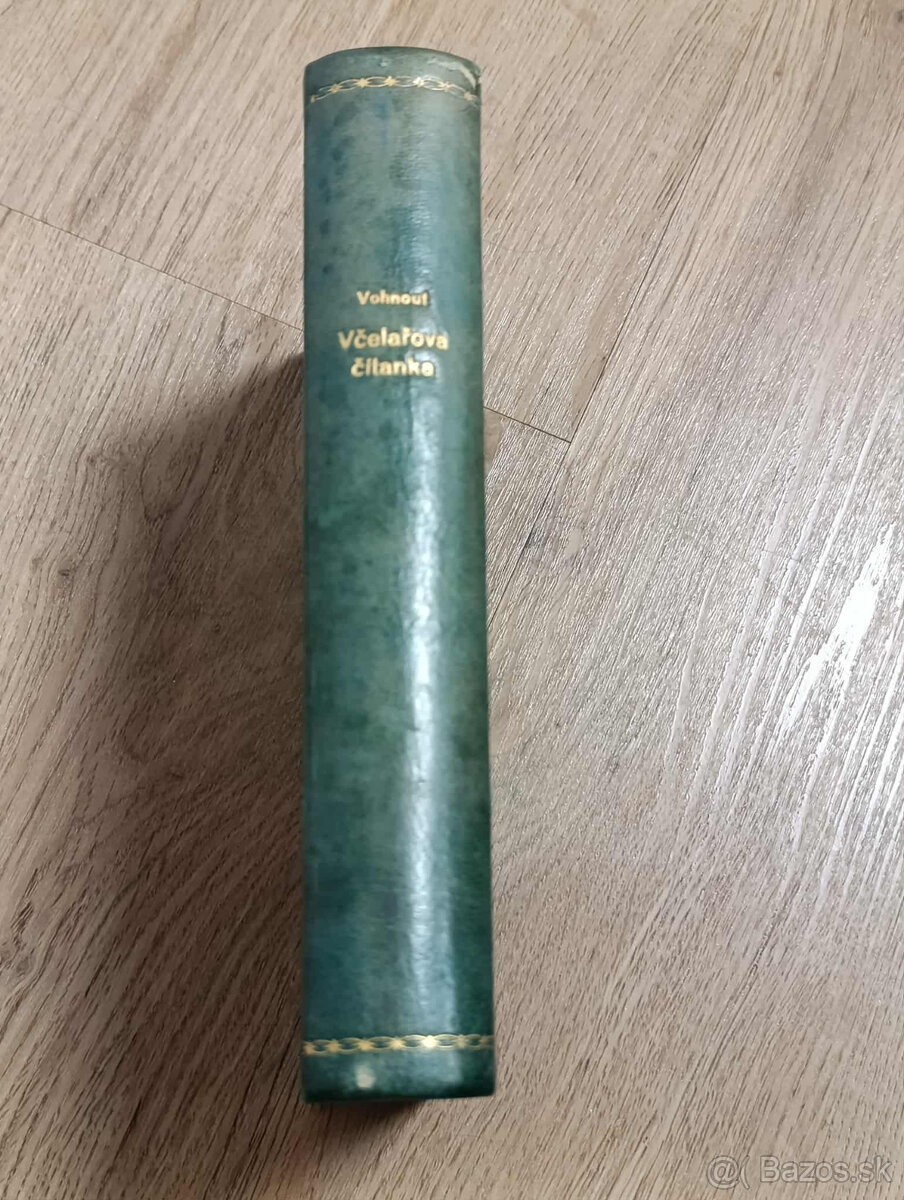 Vohnout
Včelařova
čítanka
@( Bazos.sk